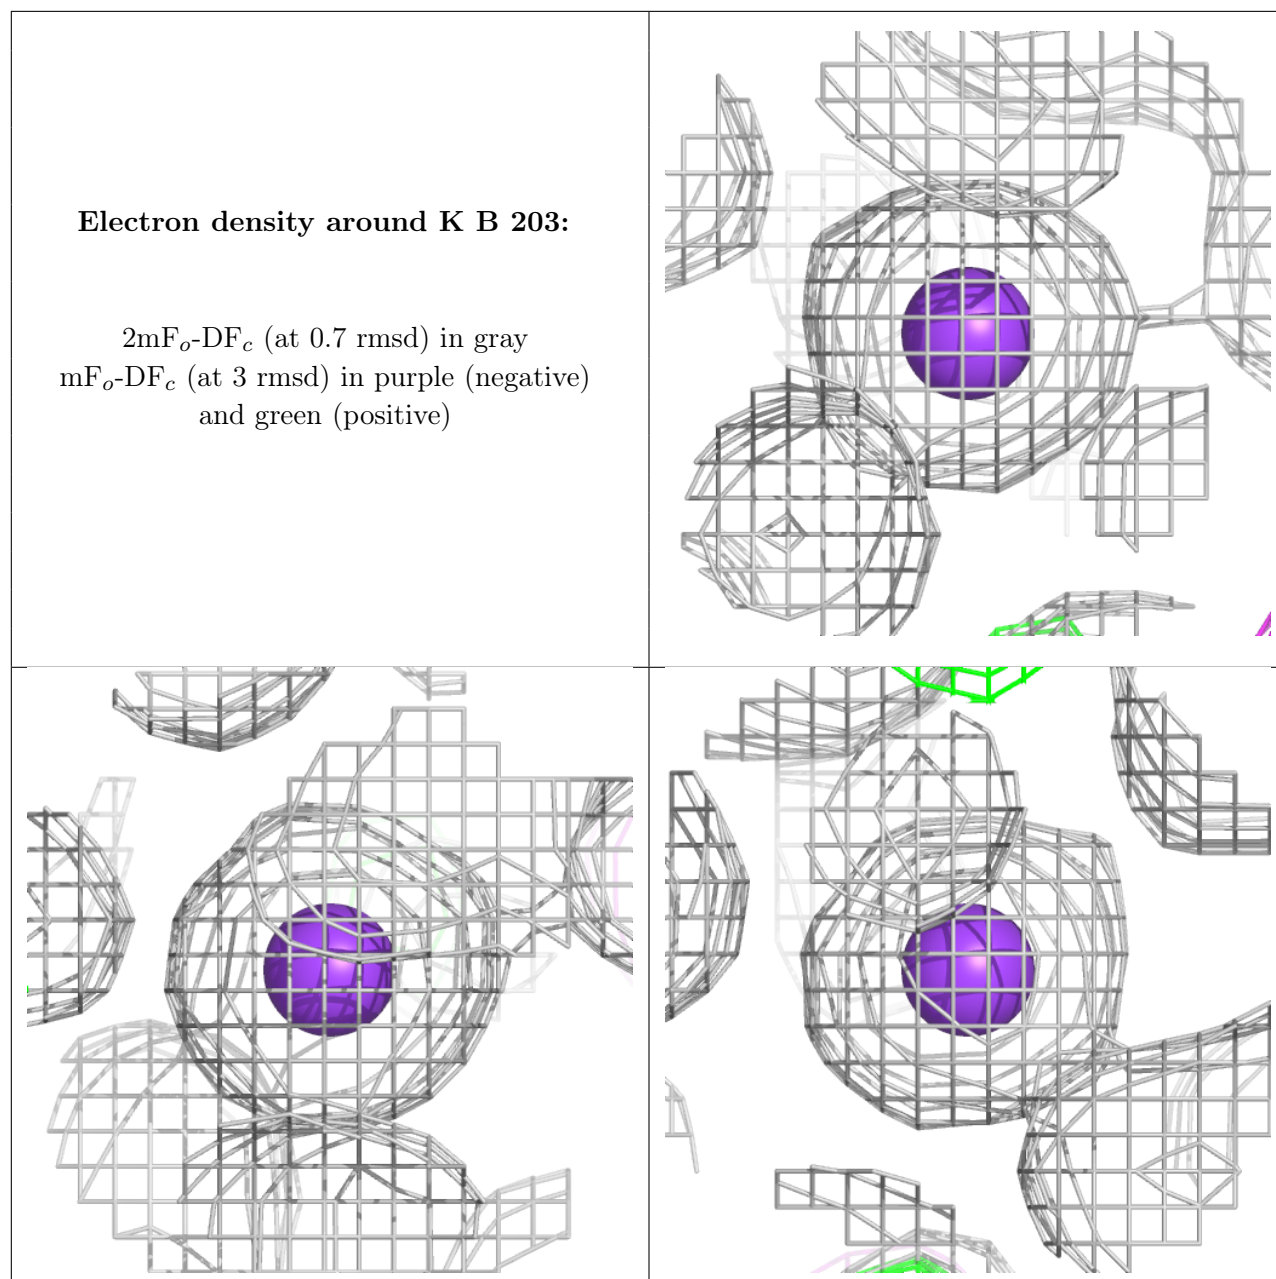 Electron density around K B 203:
2mFo-DFc (at 0.7 rmsd) in gray
mFo-DFc (at 3 rmsd) in purple (negative)
and green (positive)